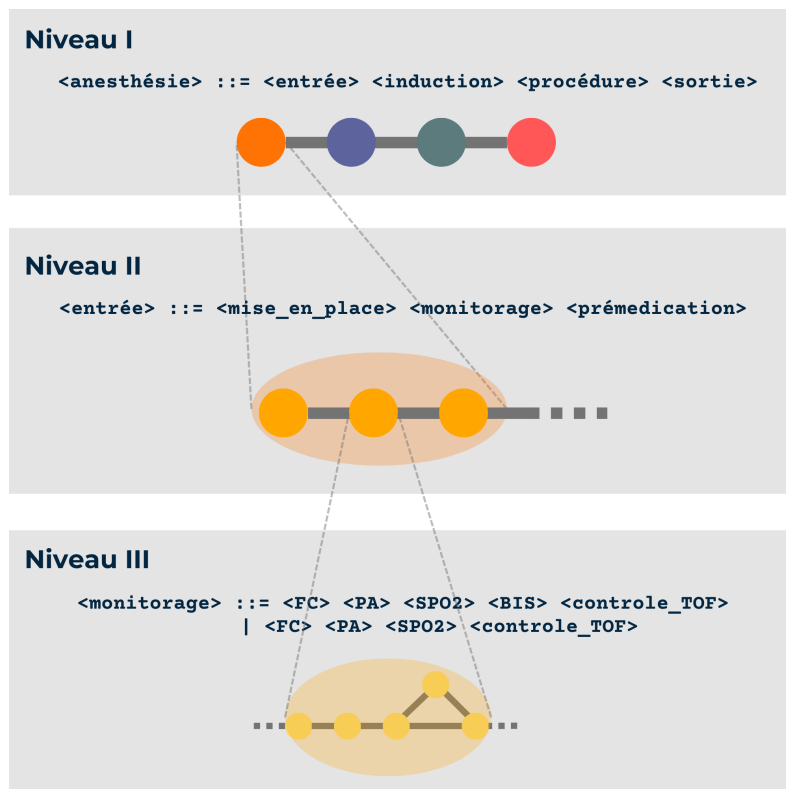 Niveau I
<anesthésie> ::= <entrée> <induction> <procédure> <sortie>
Niveau II
<entrée> ::= <mise_en_place> <monitorage> <prémedication>
Niveau III
<monitorage> ::= <FC> <PA> <SPO2> <BIS> <controle_TOF>
| <FC> <PA> <SPO2> <controle_TOF>